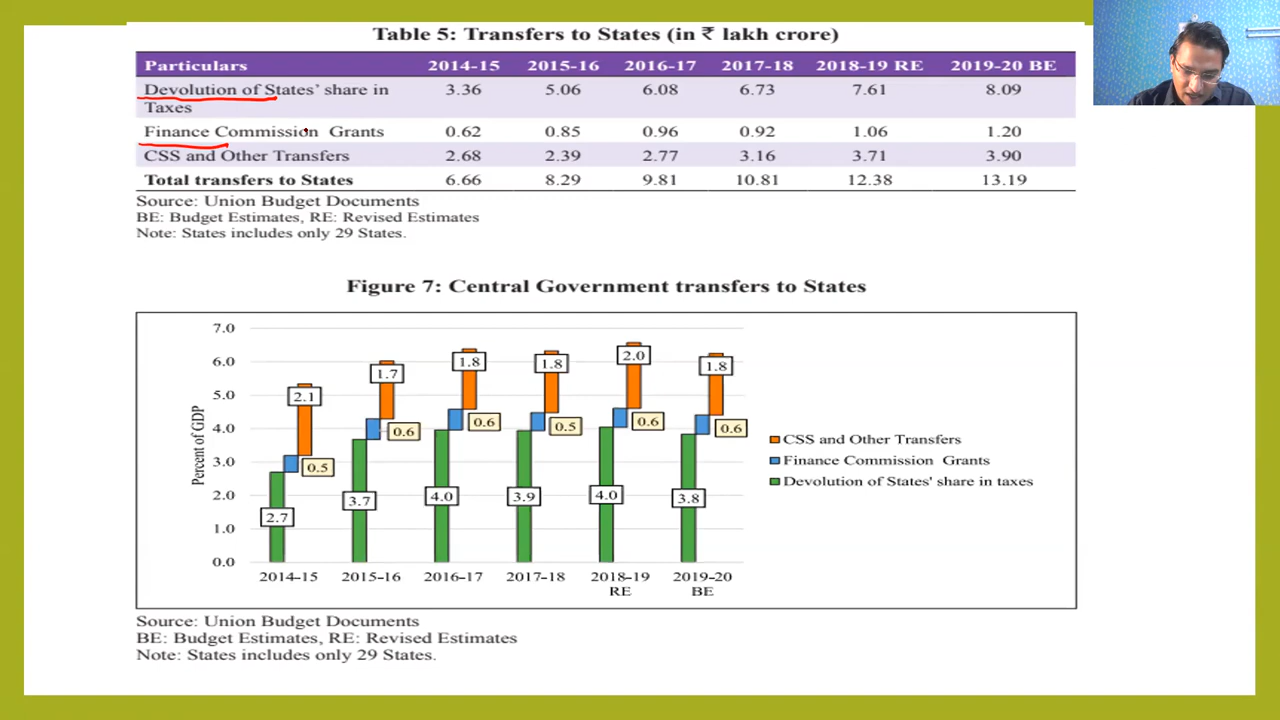 Table 5: Transfers to States (in ₹ lakh crore)
Particulars 2014-15 2015-16 2016-17 2017-18 2018-19 RE 2019-20 BE
Devolution of States' share in Taxes 3.36 5.06 6.08 6.73 7.61 8.09
Finance Commission Grants 0.62 0.85 0.96 0.92 1.06 1.20
CSS and Other Transfers 2.68 2.39 2.77 3.16 3.71 3.90
Total transfers to States 6.66 8.29 9.81 10.81 12.38 13.19
Source: Union Budget Documents
BE: Budget Estimates, RE: Revised Estimates
Note: States includes only 29 States.
Figure 7: Central Government transfers to States
Percent of GDP
7.0
6.0
5.0
4.0
3.0
2.0
1.0
0.0
2.1 1.7 1.8 1.8 2.0 1.8
0.5 0.6 0.6 0.5 0.6 0.6
2.7 3.7 4.0 3.9 4.0 3.8
2014-15 2015-16 2016-17 2017-18 2018-19 RE 2019-20 BE
CSS and Other Transfers
Finance Commission Grants
Devolution of States' share in taxes
Source: Union Budget Documents
BE: Budget Estimates, RE: Revised Estimates
Note: States includes only 29 States.